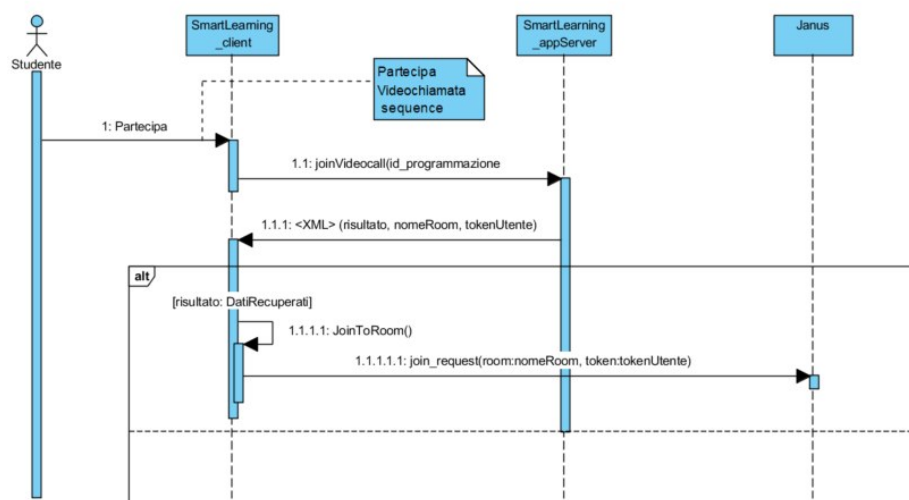 SmartLearning
_client
SmartLearning
_appServer
Janus
Studente
Partecipa
Videochiamata
sequence
1: Partecipa
1.1: joinVideocall(id_programmazione
1.1.1: <XML> (risultato, nomeRoom, tokenUtente)
alt
[risultato: DatiRecuperati]
1.1.1.1: JoinToRoom()
1.1.1.1.1: join_request(room:nomeRoom, token:tokenUtente)